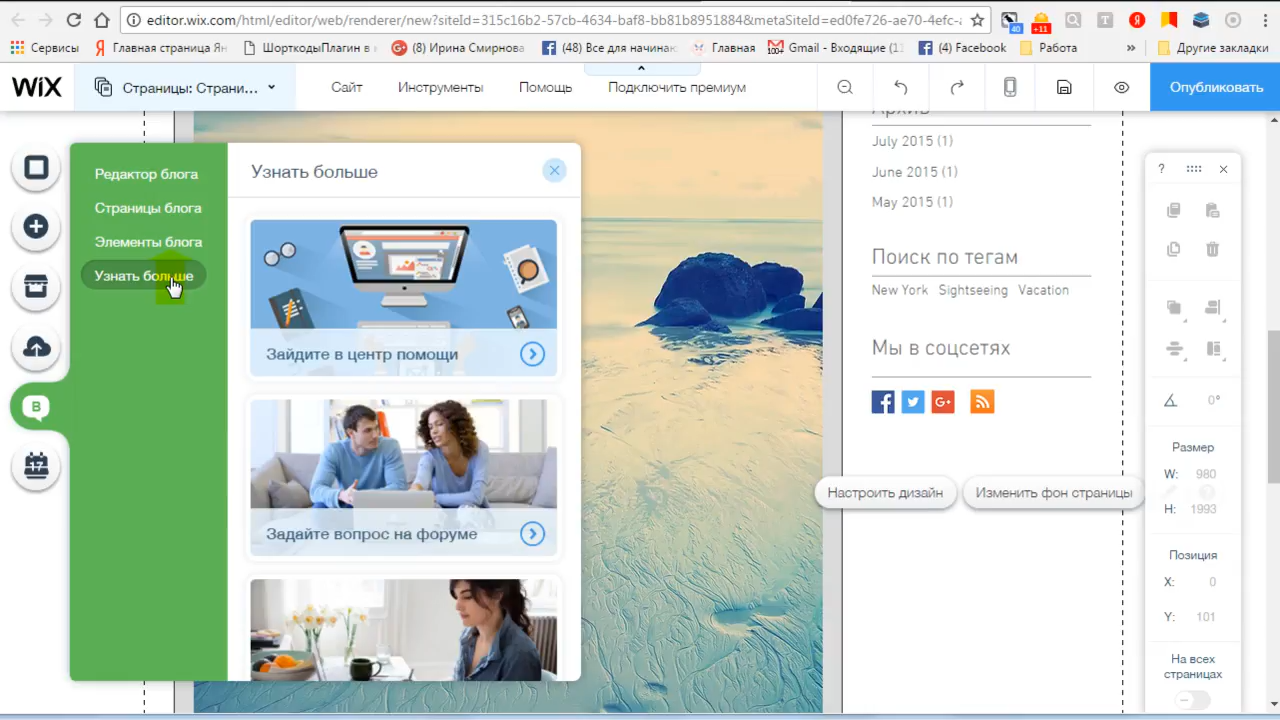 editor.wix.com/html/editor/web/renderer/new?siteId=315c16b2-57cb-4634-baf8-bb81b8951884&metaSiteId=ed0fe726-ae70-4efc-a
40
+11
Сервисы
Главная страница Ян
ШорткодыПлагин в
(8) Ирина Смирнова
(48) Все для начинаю
Главная
Gmail - Входящие (1
(4) Facebook
Работа
»
Другие закладки
WiX
Страницы: Страни...
Сайт
Инструменты
Помощь
Подключить премиум
Опубликовать
Редактор блога
Страницы блога
Элементы блога
Узнать больше
Узнать больше
Зайдите в центр помощи
Задайте вопрос на форуме
B
17
Архив
July 2015 (1)
June 2015 (1)
May 2015 (1)
Поиск по тегам
New York Sightseeing Vacation
Мы в соцсетях
Настроить дизайн
Изменить фон страницы
?
0°
Размер
W: 980
H: 1993
Позиция
X: 0
Y: 101
На всех
страницах